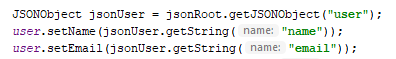 JSONObject jsonUser = jsonRoot.getJSONObject("user");
user.setName(jsonUser.getString( name: "name"));
user.setEmail(jsonUser.getString( name: "email"));